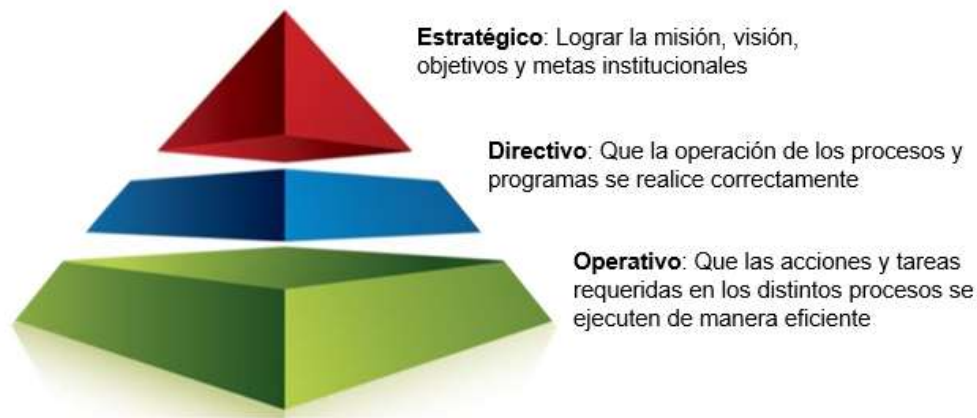 Estratégico: Lograr la misión, visión,
objetivos y metas institucionales
Directivo: Que la operación de los procesos y
programas se realice correctamente
Operativo: Que las acciones y tareas
requeridas en los distintos procesos se
ejecuten de manera eficiente